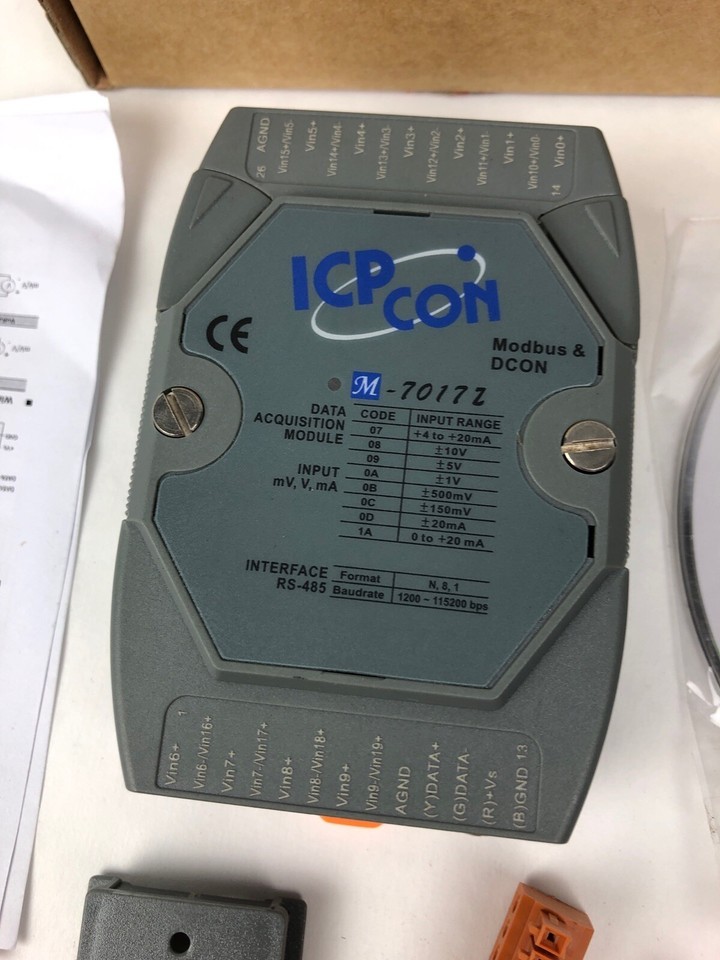 26 AGND Vin15+/Vin5- Vin5+ Vin14+/Vin4- Vin4+ Vin13+/Vin3- Vin3+ Vin12+/Vin2- Vin2+ Vin11+/Vin1- Vin1+ Vin10+/Vin0- Vin0+ 14
ICP CON
CE
Modbus & DCON
M-7017Z
DATA ACQUISITION MODULE
INPUT mV, V, mA
CODE INPUT RANGE
07 +4 to +20mA
08 ±10V
09 ±5V
0A ±1V
0B ±500mV
0C ±150mV
0D ±20mA
1A 0 to +20 mA
INTERFACE RS-485
Format N, 8, 1
Baudrate 1200 ~ 115200 bps
1 Vin6+ Vin6-/Vin16+ Vin7+ Vin7-/Vin17+ Vin8+ Vin8-/Vin18+ Vin9+ Vin9-/Vin19+ AGND (Y)DATA+ (G)DATA- (R)+Vs (B)GND 13